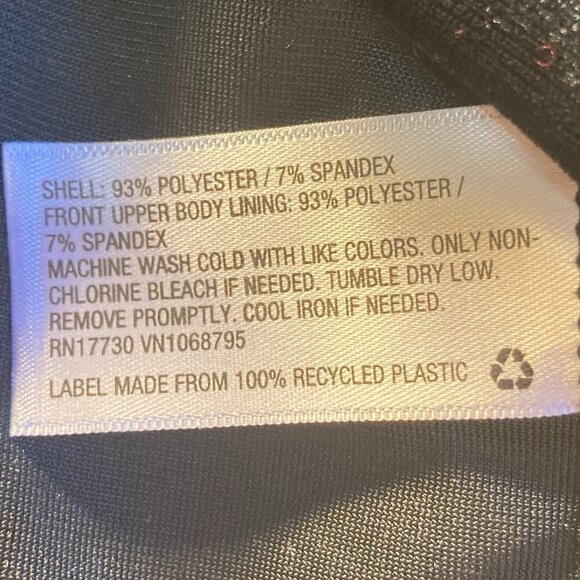 SHELL: 93% POLYESTER / 7% SPANDEX
FRONT UPPER BODY LINING: 93% POLYESTER /
7% SPANDEX
MACHINE WASH COLD WITH LIKE COLORS. ONLY NON-
CHLORINE BLEACH IF NEEDED. TUMBLE DRY LOW.
REMOVE PROMPTLY. COOL IRON IF NEEDED.
RN17730 VN1068795
LABEL MADE FROM 100% RECYCLED PLASTIC